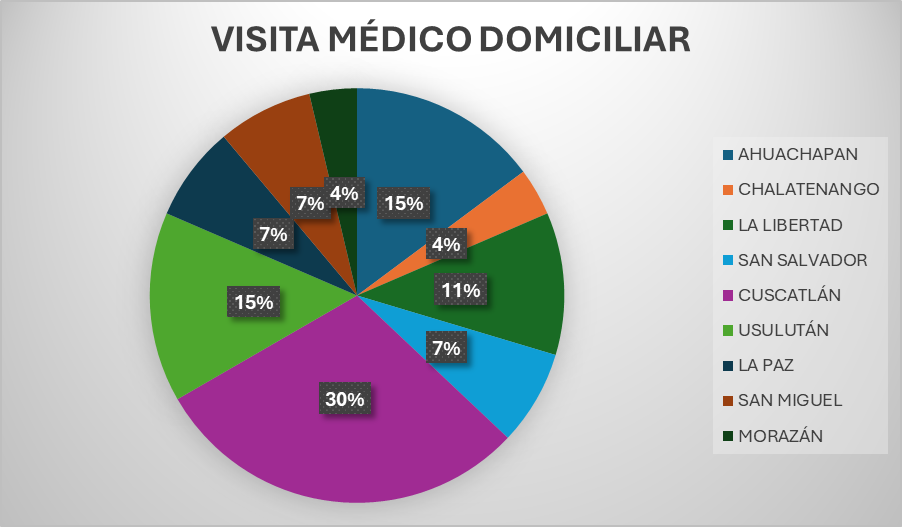 VISITA MÉDICO DOMICILIAR
4%
7%
15%
7%
4%
11%
15%
7%
30%
AHUACHAPAN
CHALATENANGO
LA LIBERTAD
SAN SALVADOR
CUSCATLÁN
USULUTÁN
LA PAZ
SAN MIGUEL
MORAZÁN